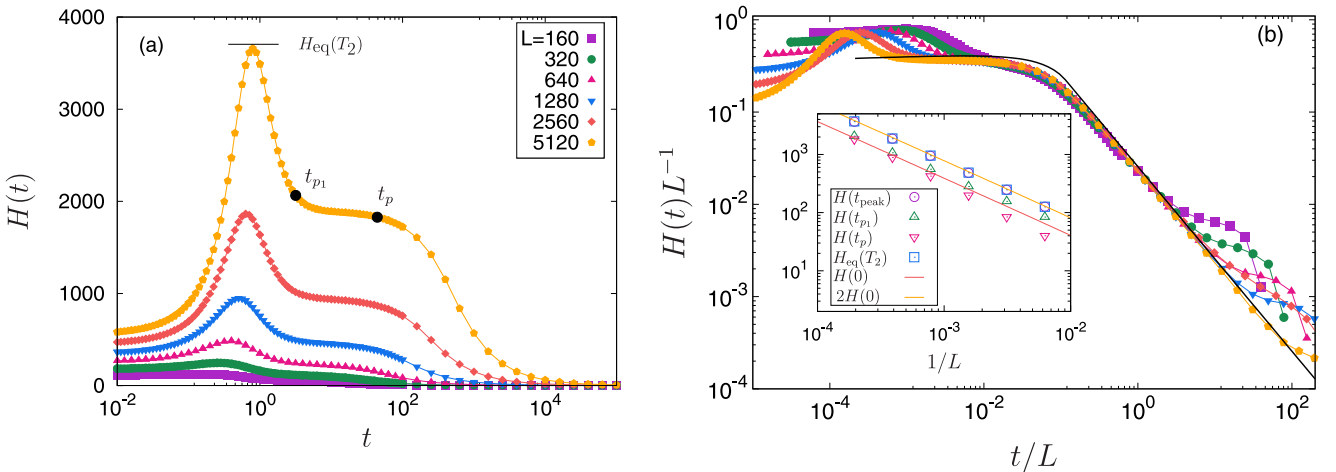 (a)
H_eq(T_2)
L=160
320
640
1280
2560
5120
t_{p_1}
t_p
4000
3000
2000
1000
0
H(t)
10^{-2}
10^0
10^2
10^4
t
(b)
10^0
10^{-1}
10^{-2}
10^{-3}
10^{-4}
H(t)L^{-1}
10^{-4}
10^{-2}
10^0
10^2
t/L
10^3
10^2
10^1
H(t_peak)
H(t_{p_1})
H(t_p)
H_eq(T_2)
H(0)
2H(0)
10^{-4}
10^{-3}
10^{-2}
1/L